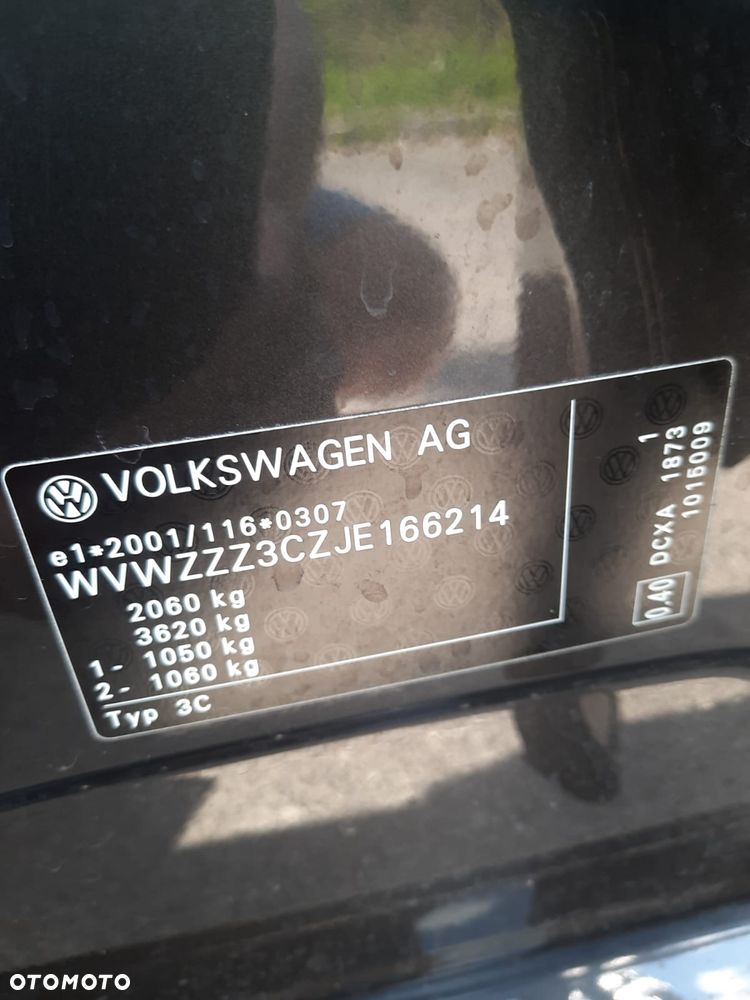 VOLKSWAGEN AG
e1*2001/116*0307
WVWZZZ3CZJE166214
2060 kg
3620 kg
1- 1050 kg
2- 1060 kg
Typ 3C
0.40 DCXA 1873 1
1015009
OTOMOTO